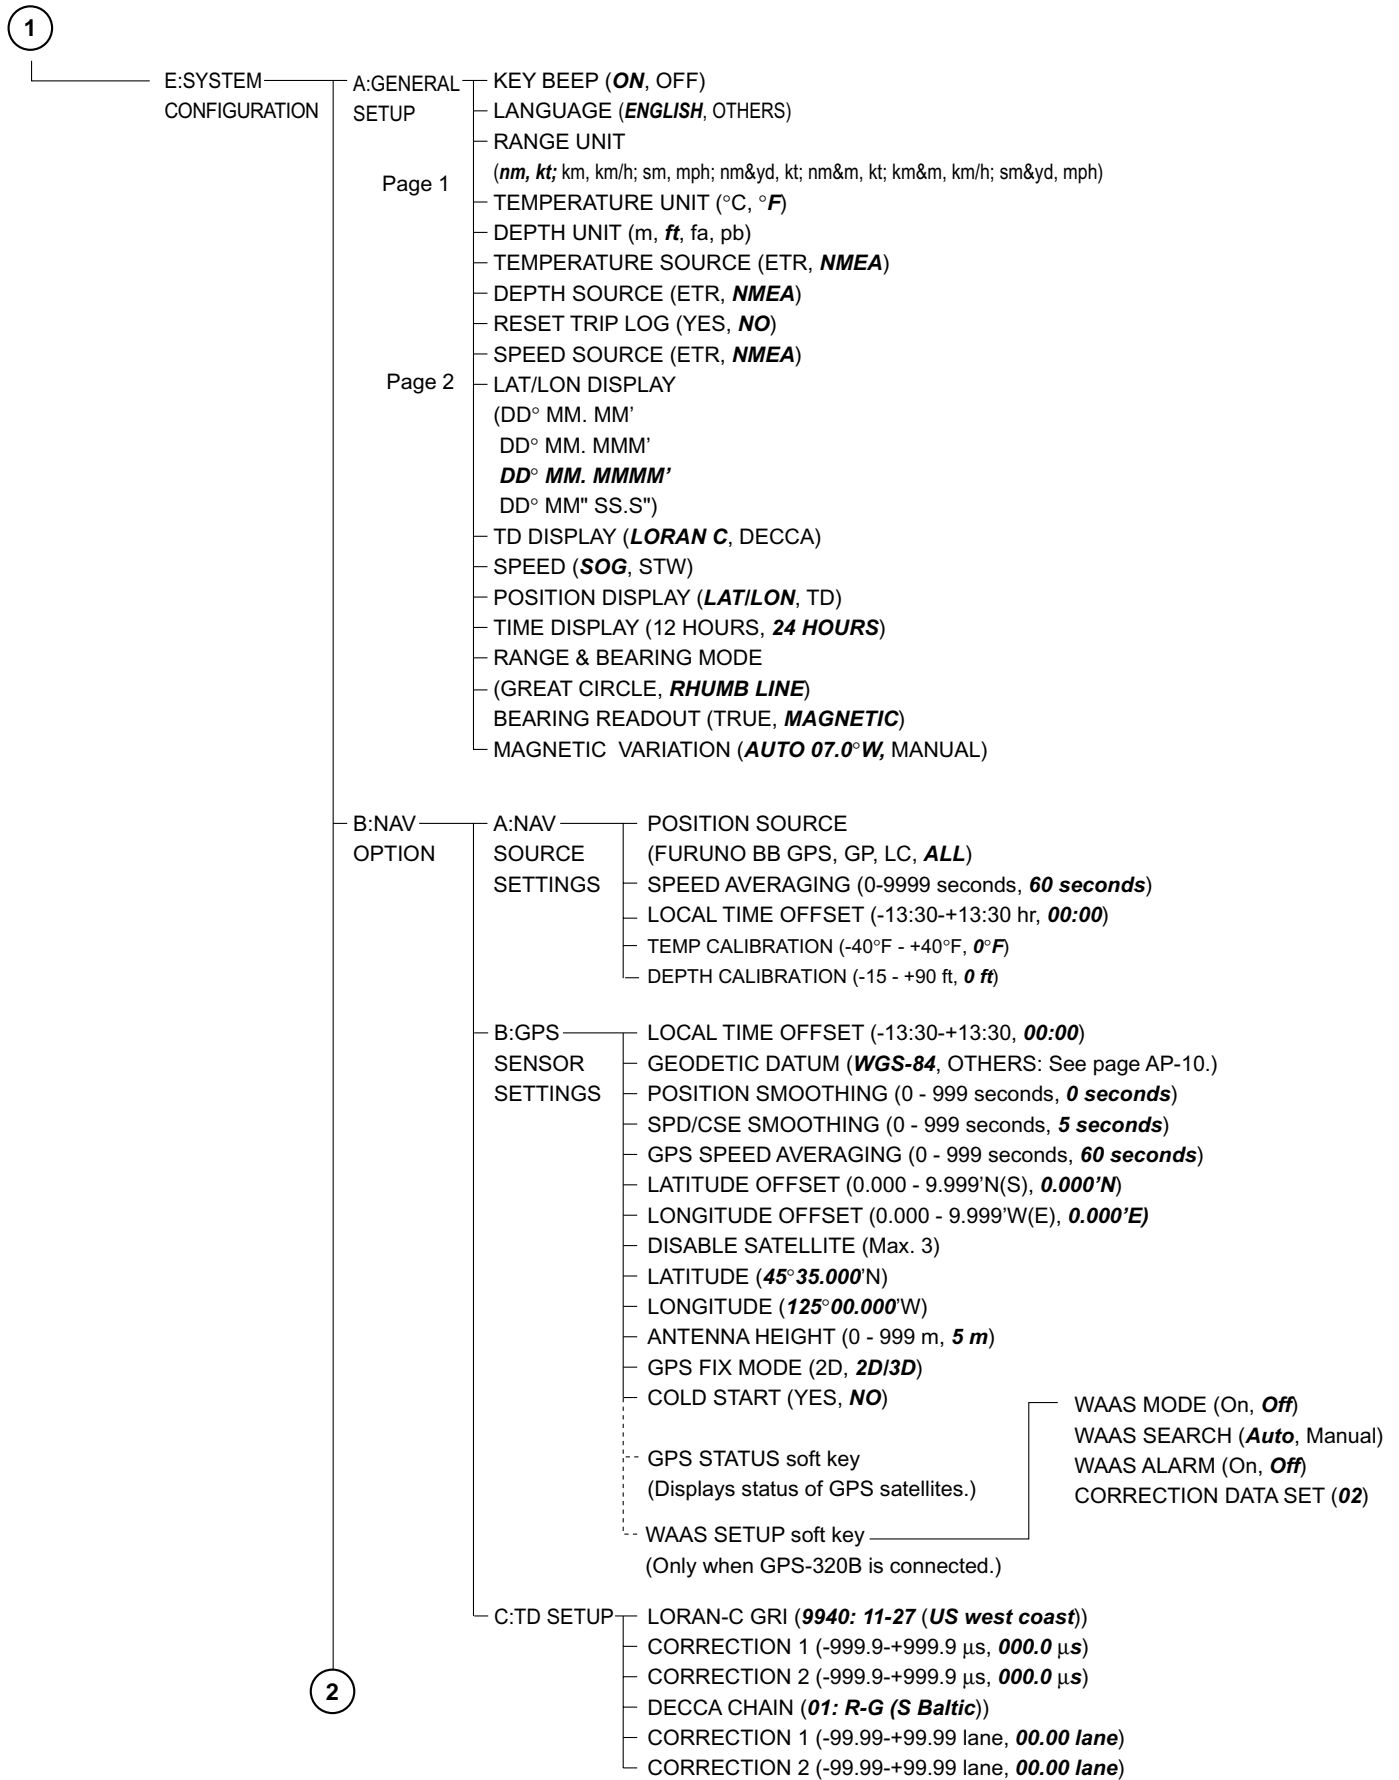 1
E:SYSTEM
CONFIGURATION
A:GENERAL
SETUP
Page 1
Page 2
KEY BEEP (ON, OFF)
LANGUAGE (ENGLISH, OTHERS)
RANGE UNIT
(nm, kt; km, km/h; sm, mph; nm&yd, kt; nm&m, kt; km&m, km/h; sm&yd, mph)
TEMPERATURE UNIT (°C, °F)
DEPTH UNIT (m, ft, fa, pb)
TEMPERATURE SOURCE (ETR, NMEA)
DEPTH SOURCE (ETR, NMEA)
RESET TRIP LOG (YES, NO)
SPEED SOURCE (ETR, NMEA)
LAT/LON DISPLAY
(DD° MM. MM’
DD° MM. MMM’
DD° MM. MMMM’
DD° MM" SS.S")
TD DISPLAY (LORAN C, DECCA)
SPEED (SOG, STW)
POSITION DISPLAY (LAT/LON, TD)
TIME DISPLAY (12 HOURS, 24 HOURS)
RANGE & BEARING MODE
(GREAT CIRCLE, RHUMB LINE)
BEARING READOUT (TRUE, MAGNETIC)
MAGNETIC VARIATION (AUTO 07.0°W, MANUAL)
B:NAV
OPTION
A:NAV
SOURCE
SETTINGS
POSITION SOURCE
(FURUNO BB GPS, GP, LC, ALL)
SPEED AVERAGING (0-9999 seconds, 60 seconds)
LOCAL TIME OFFSET (-13:30-+13:30 hr, 00:00)
TEMP CALIBRATION (-40°F - +40°F, 0°F)
DEPTH CALIBRATION (-15 - +90 ft, 0 ft)
B:GPS
SENSOR
SETTINGS
LOCAL TIME OFFSET (-13:30-+13:30, 00:00)
GEODETIC DATUM (WGS-84, OTHERS: See page AP-10.)
POSITION SMOOTHING (0 - 999 seconds, 0 seconds)
SPD/CSE SMOOTHING (0 - 999 seconds, 5 seconds)
GPS SPEED AVERAGING (0 - 999 seconds, 60 seconds)
LATITUDE OFFSET (0.000 - 9.999’N(S), 0.000’N)
LONGITUDE OFFSET (0.000 - 9.999’W(E), 0.000’E)
DISABLE SATELLITE (Max. 3)
LATITUDE (45°35.000’N)
LONGITUDE (125°00.000’W)
ANTENNA HEIGHT (0 - 999 m, 5 m)
GPS FIX MODE (2D, 2D/3D)
COLD START (YES, NO)
GPS STATUS soft key
(Displays status of GPS satellites.)
WAAS SETUP soft key
(Only when GPS-320B is connected.)
WAAS MODE (On, Off)
WAAS SEARCH (Auto, Manual)
WAAS ALARM (On, Off)
CORRECTION DATA SET (02)
C:TD SETUP
LORAN-C GRI (9940: 11-27 (US west coast))
CORRECTION 1 (-999.9-+999.9 µs, 000.0 µs)
CORRECTION 2 (-999.9-+999.9 µs, 000.0 µs)
DECCA CHAIN (01: R-G (S Baltic))
CORRECTION 1 (-99.99-+99.99 lane, 00.00 lane)
CORRECTION 2 (-99.99-+99.99 lane, 00.00 lane)
2